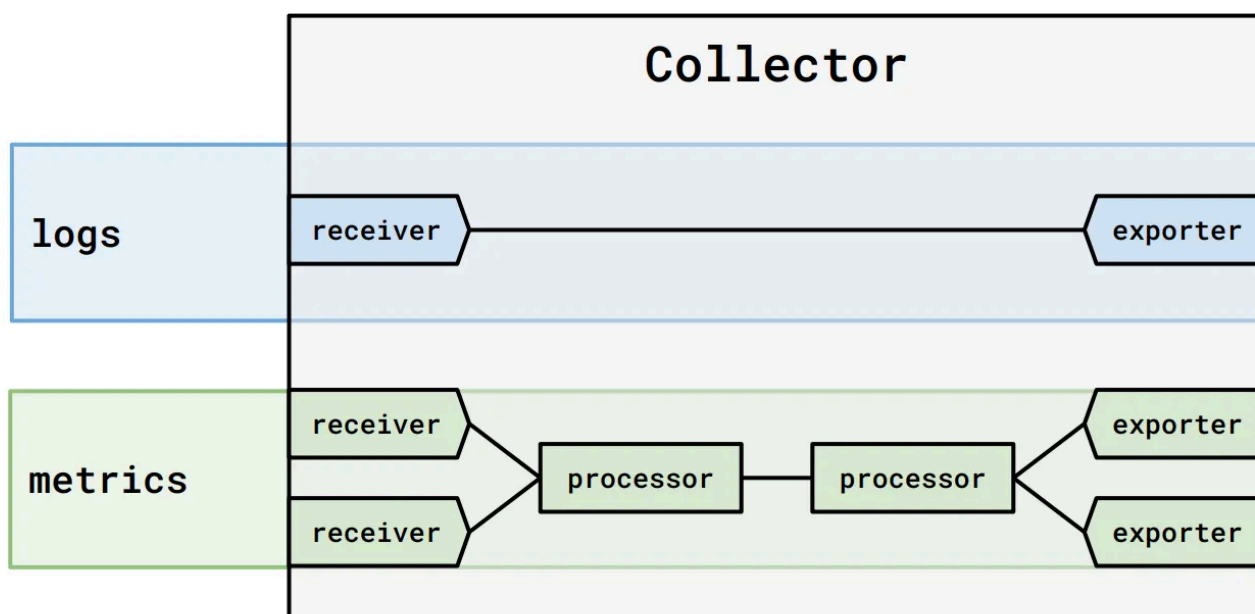 Collector
logs
receiver
exporter
metrics
receiver
exporter
processor
processor
receiver
exporter